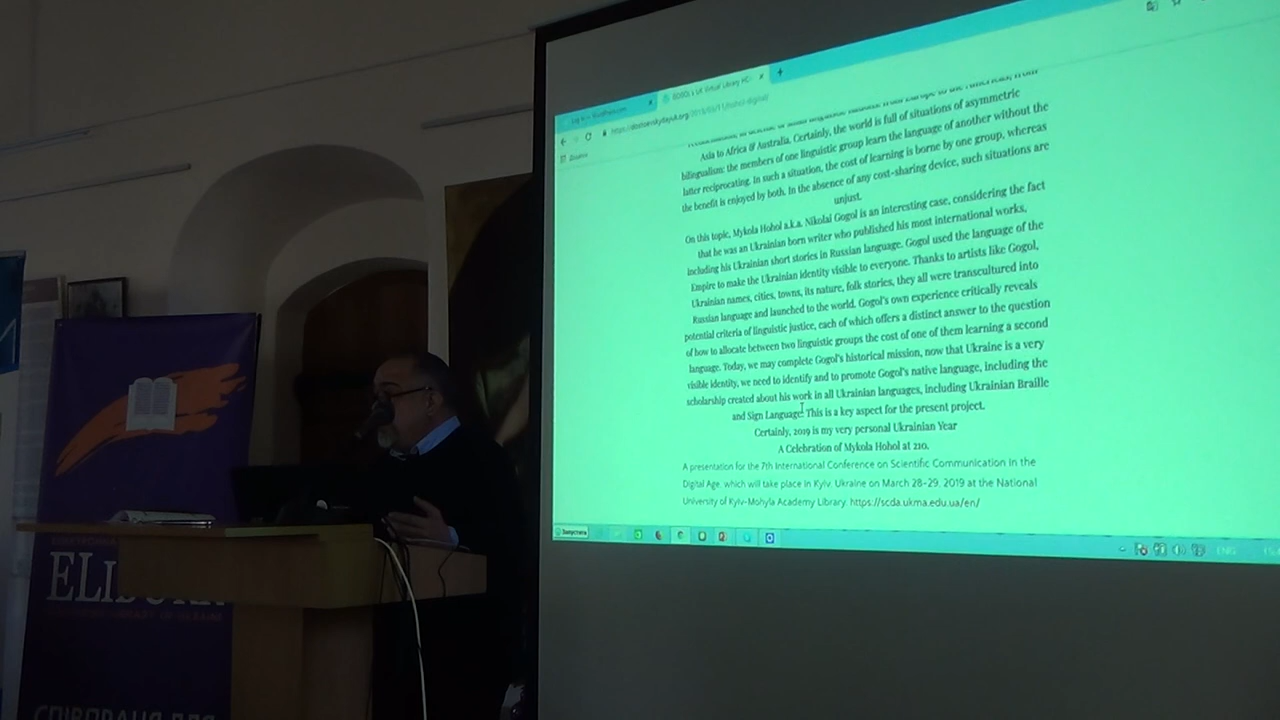 https://dostoevskydayuk.org/2019/03/11/hohol-digital/
Asia to Africa & Australia. Certainly, the world is full of situations of asymmetric
bilingualism: the members of one linguistic group learn the language of another without the
latter reciprocating. In such a situation, the cost of learning is borne by one group, whereas
the benefit is enjoyed by both. In the absence of any cost-sharing device, such situations are
unjust.
On this topic, Mykola Hohol a.k.a. Nikolai Gogol is an interesting case, considering the fact
that he was an Ukrainian born writer who published his most international works,
including his Ukrainian short stories in Russian language. Gogol used the language of the
Empire to make the Ukrainian identity visible to everyone. Thanks to artists like Gogol,
Ukrainian names, cities, towns, its nature, folk stories, they all were transcultured into
Russian language and launched to the world. Gogol's own experience critically reveals
potential criteria of linguistic justice, each of which offers a distinct answer to the question
of how to allocate between two linguistic groups the cost of one of them learning a second
language. Today, we may complete Gogol's historical mission, now that Ukraine is a very
visible identity, we need to identify and to promote Gogol's native language, including the
scholarship created about his work in all Ukrainian languages, including Ukrainian Braille
and Sign Language. This is a key aspect for the present project.
Certainly, 2019 is my very personal Ukrainian Year
A Celebration of Mykola Hohol at 210.
A presentation for the 7th International Conference on Scientific Communication in the
Digital Age, which will take place in Kyiv, Ukraine on March 28-29, 2019 at the National
University of Kyiv-Mohyla Academy Library. https://scda.ukma.edu.ua/en/
ENG